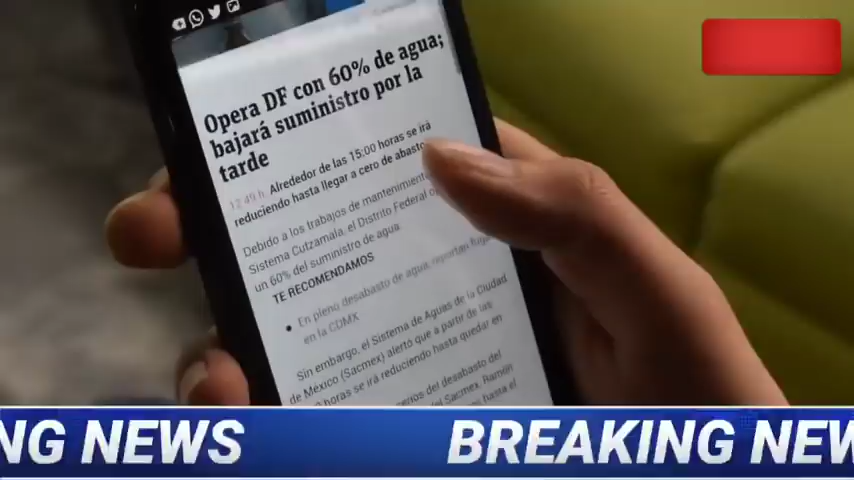 Opera DF con 60% de agua;
bajará suministro por la
tarde
12:49 h. Alrededor de las 15:00 horas se irá
reduciendo hasta llegar a cero de abasto
Debido a los trabajos de mantenimiento
Sistema Cutzamala, el Distrito Federal
un 60% del suministro de agua.
TE RECOMENDAMOS
En pleno desabasto de agua, reportan
en la CDMX
Sin embargo, el Sistema de Aguas de la Ciudad
de México (Sacmex) alertó que a partir de las
horas se irá reduciendo hasta quedar en
del desabasto del
del Sacmex, Ramón
hasta el
NG NEWS
BREAKING NEW